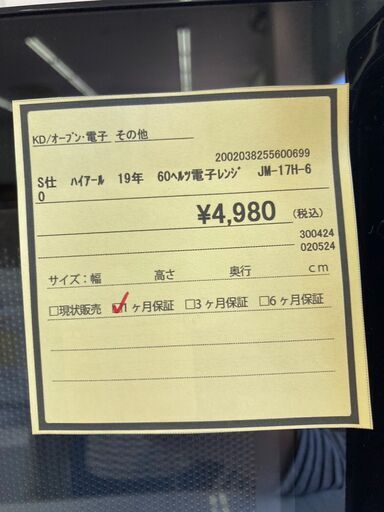 KD/オーブン・電子 その他
2002038255600699
S仕 ﾊｲｱｰﾙ 19年 60ﾍﾙﾂ電子ﾚﾝｼﾞ JM-17H-6
0
¥4,980 (税込)
300424
020524
サイズ:幅 高さ 奥行 cm
□現状販売 ☑1ヶ月保証 □3ヶ月保証 □6ヶ月保証